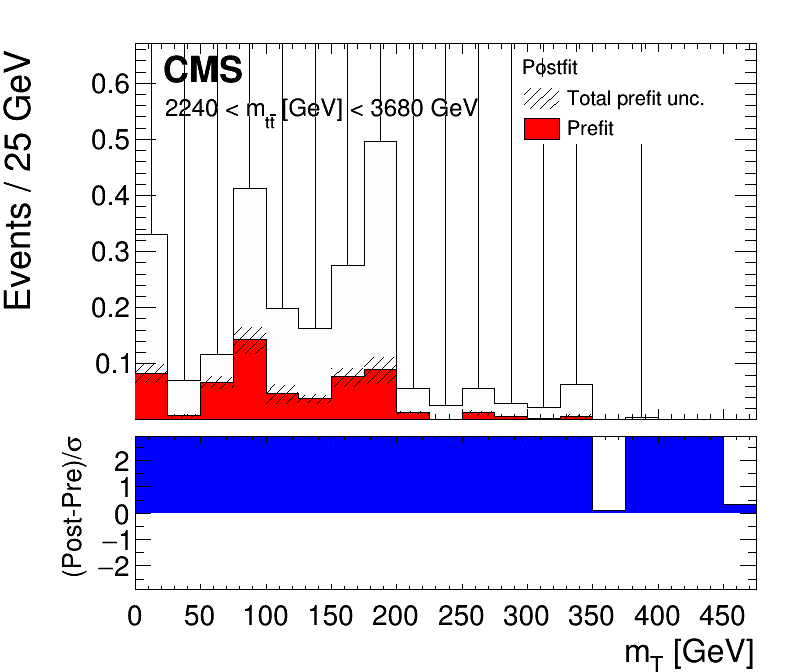 CMS
2240 < m_tt̄ [GeV] < 3680 GeV
Postfit
Total prefit unc.
Prefit
Events / 25 GeV
0.6
0.5
0.4
0.3
0.2
0.1
(Post-Pre)/σ
2
1
0
−1
−2
0 50 100 150 200 250 300 350 400 450
m_T [GeV]